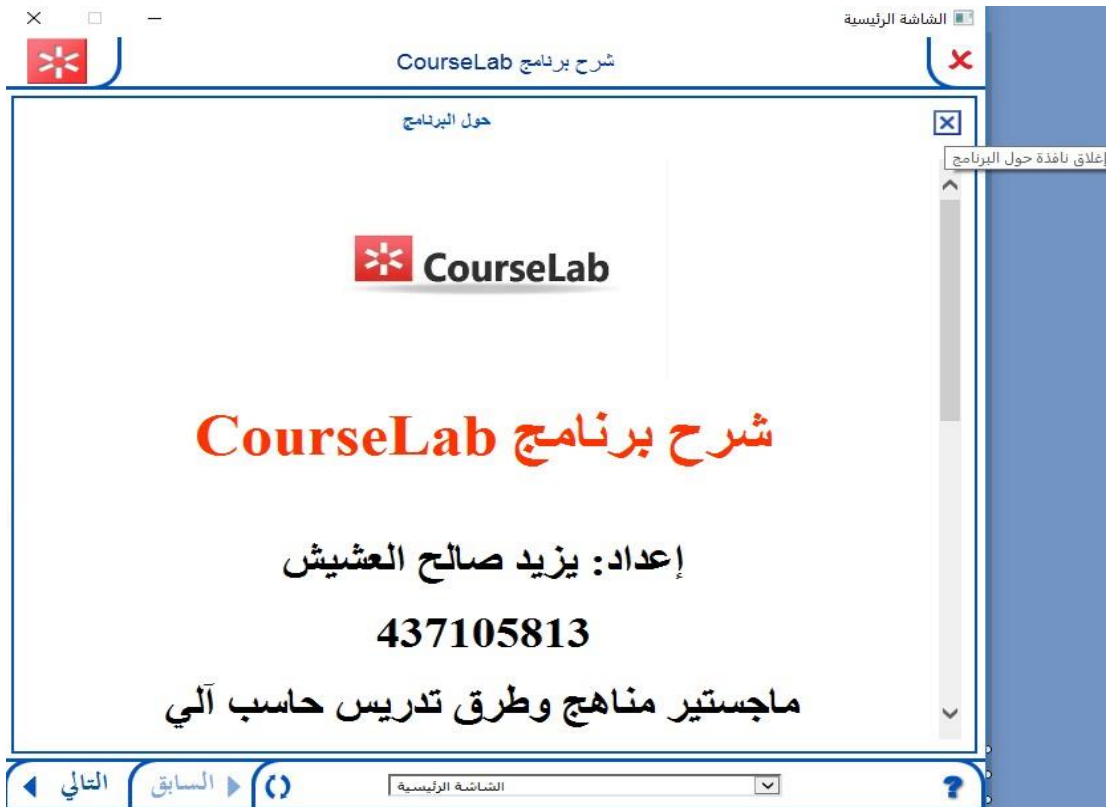 الشاشة الرئيسية
شرح برنامج CourseLab
حول البرنامج
إغلاق نافذة حول البرنامج
CourseLab
شرح برنامج CourseLab
إعداد: يزيد صالح العشيش
437105813
ماجستير مناهج وطرق تدريس حاسب آلي
؟
الشاشة الرئيسية
السابق
التالي